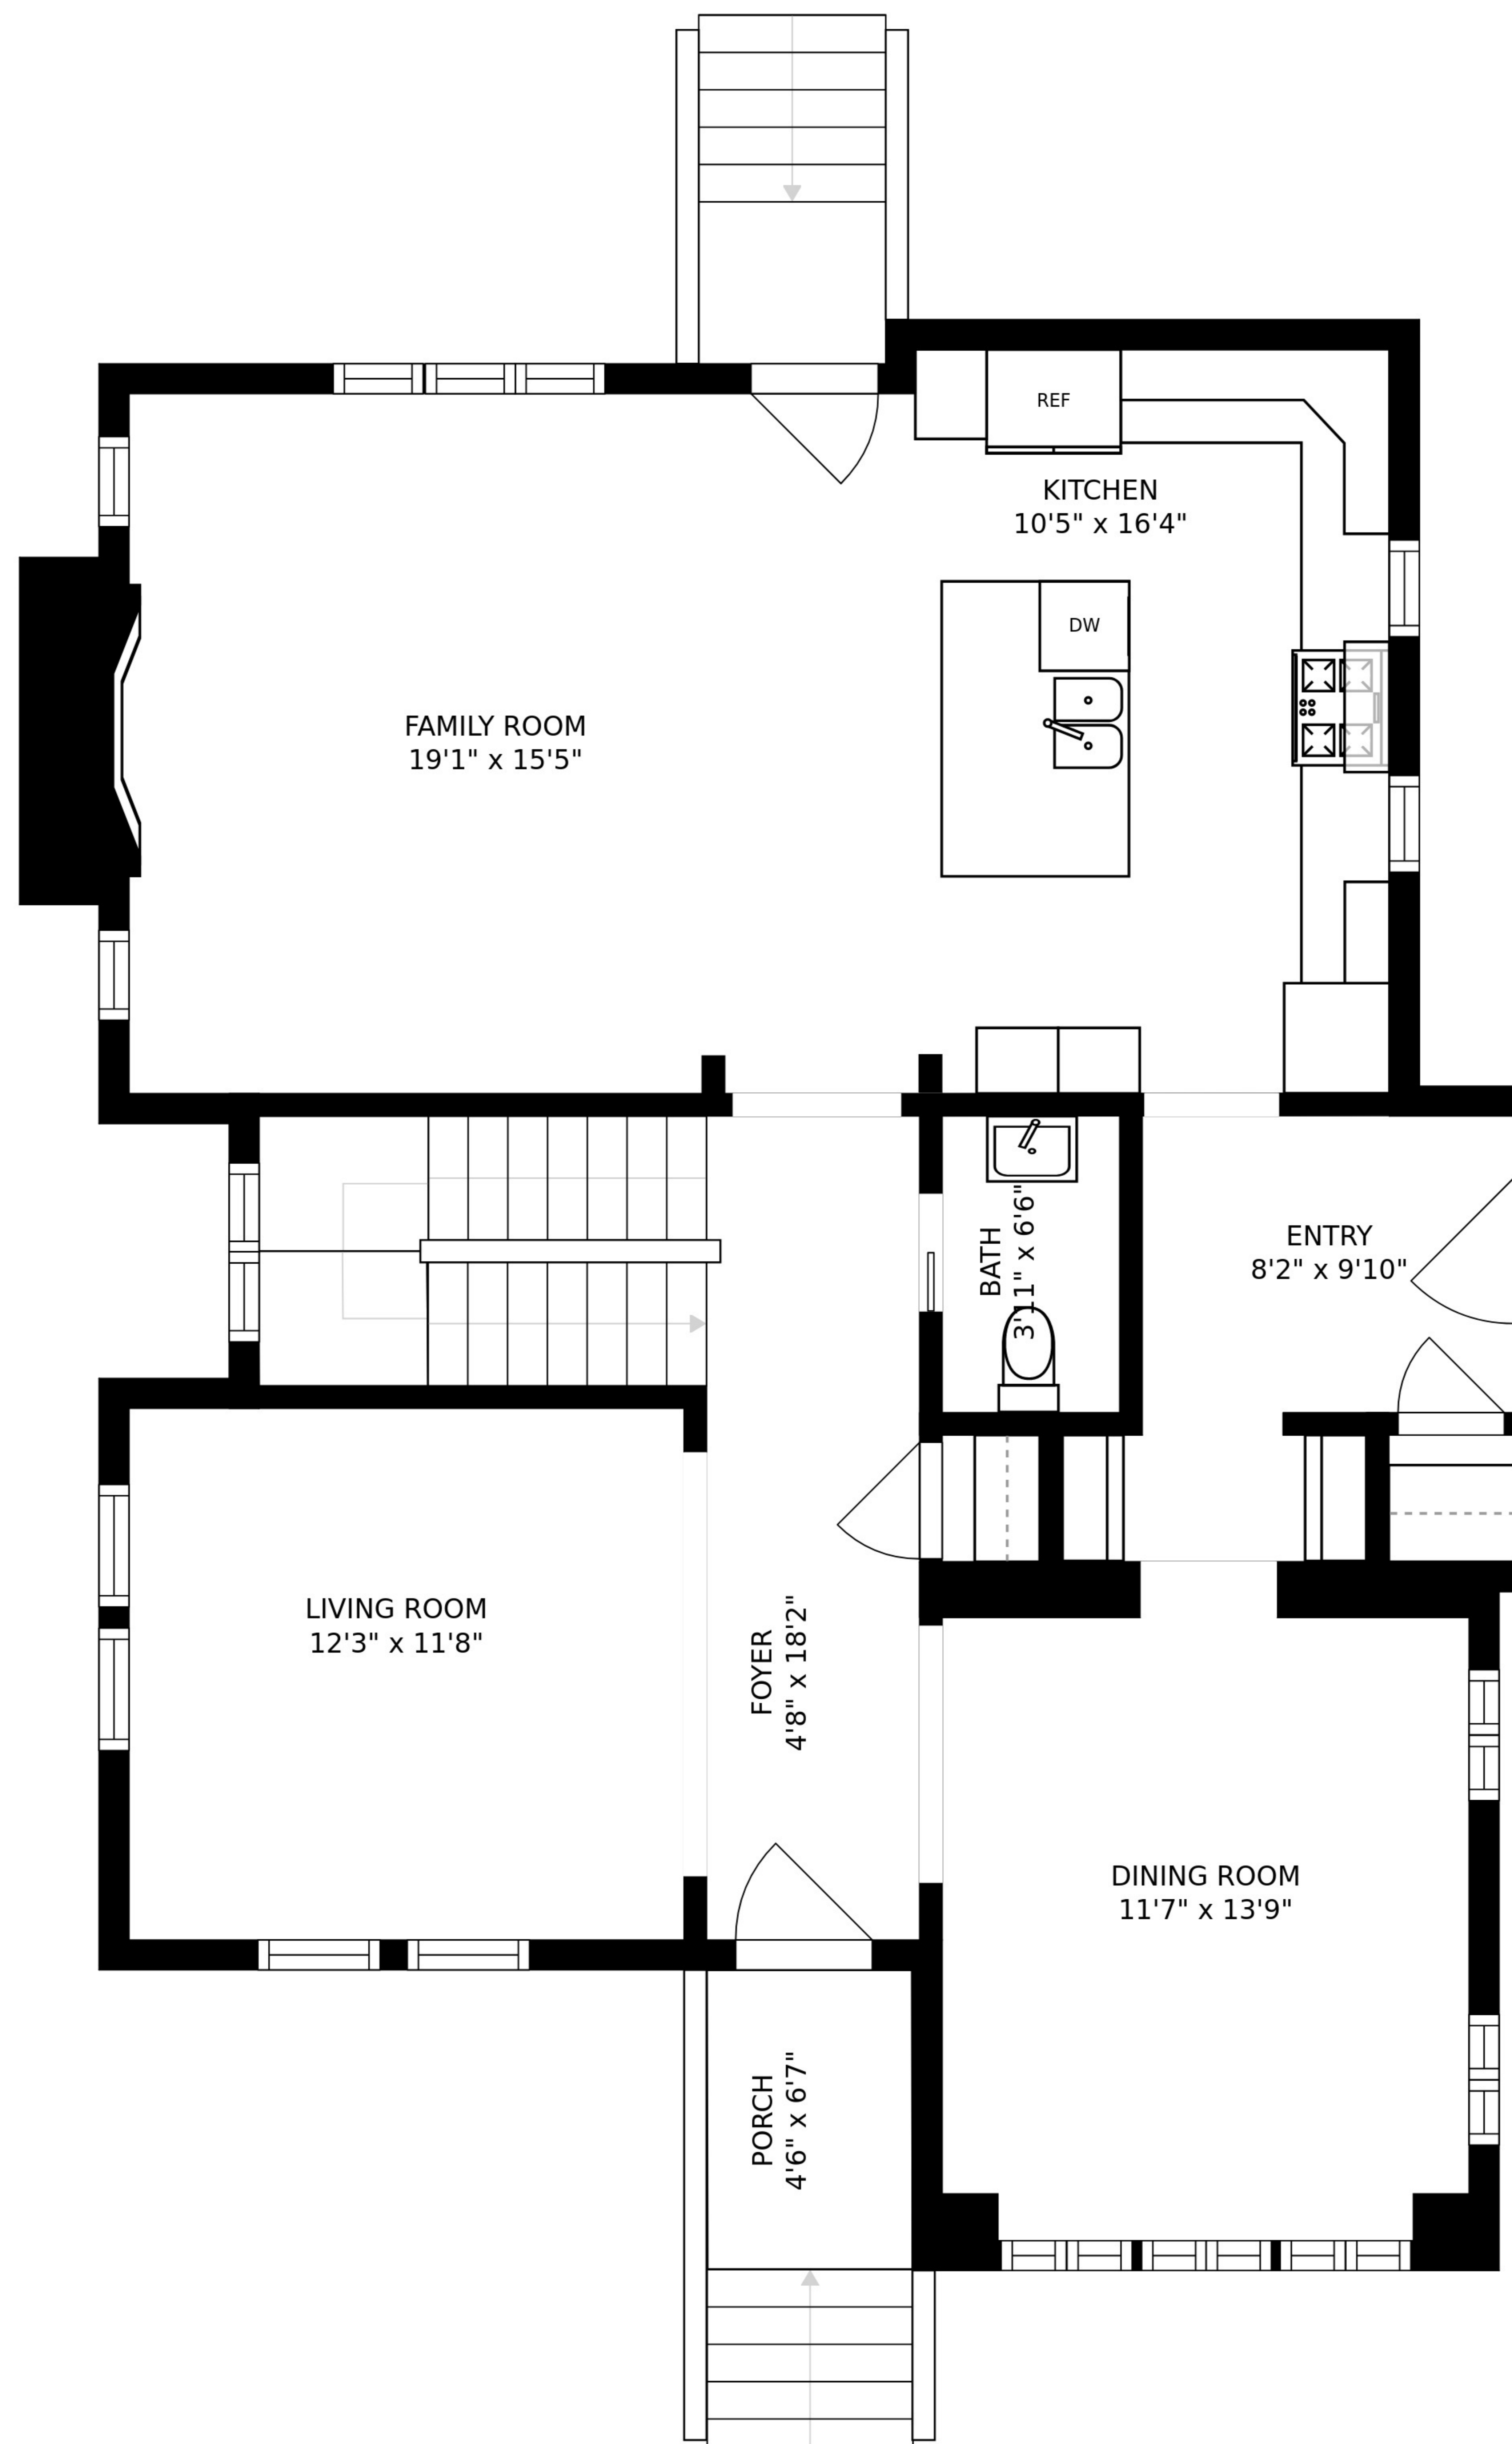 REF
KITCHEN
10'5" x 16'4"
DW
FAMILY ROOM
19'1" x 15'5"
BATH
3'11" x 6'6"
ENTRY
8'2" x 9'10"
LIVING ROOM
12'3" x 11'8"
FOYER
4'8" x 18'2"
DINING ROOM
11'7" x 13'9"
PORCH
4'6" x 6'7"